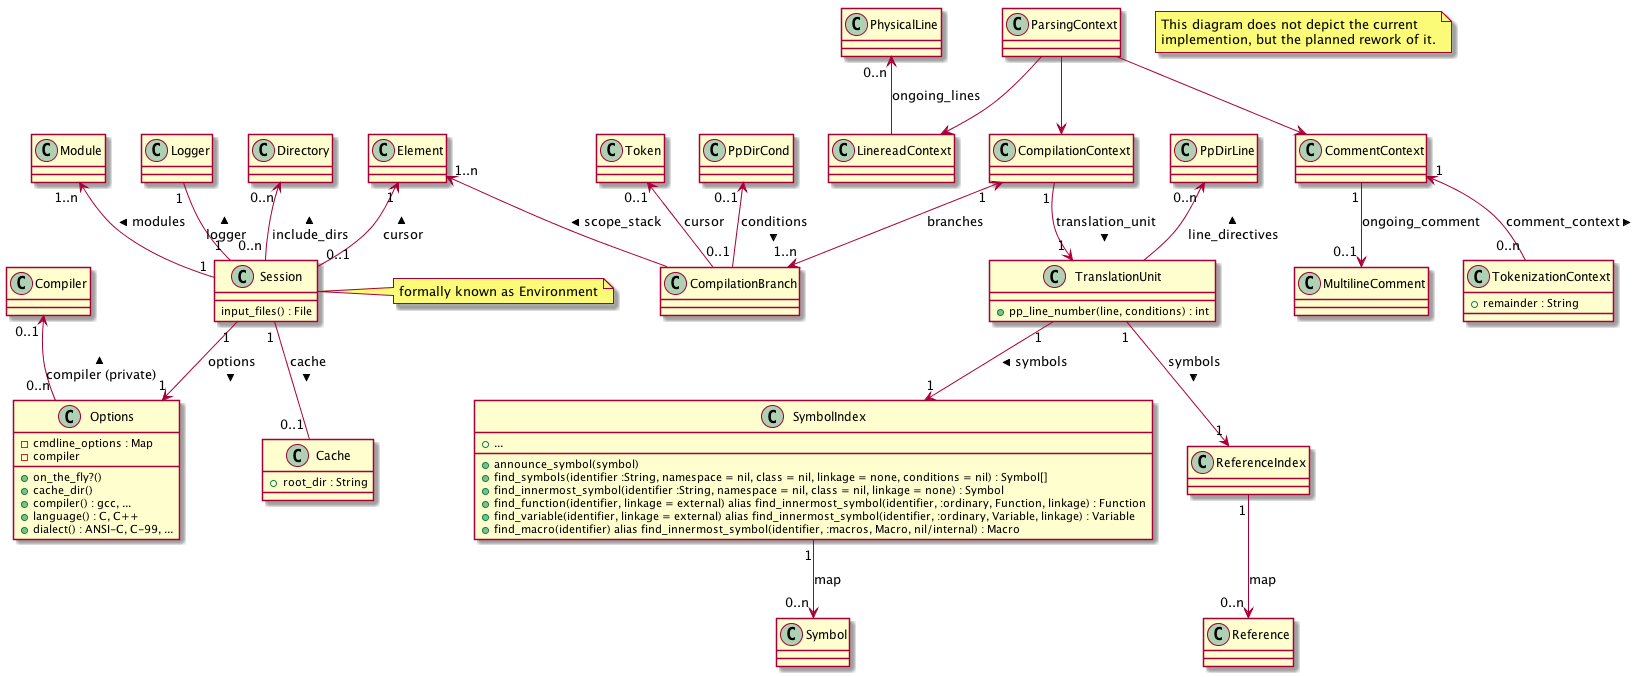 C PhysicalLine
C ParsingContext
This diagram does not depict the current
implemention, but the planned rework of it.
0..n
ongoing_lines
C Module
C Logger
C Directory
C Element
C Token
C PpDirCond
C LinereadContext
C CompilationContext
C PpDirLine
C CommentContext
1..n
1
0..n
1
1..n
0..1
0..1
1
1
0..n
1
1
◄ modules
▲
logger
▲
include_dirs
▲
cursor
◄ scope_stack
cursor
conditions
▼
branches
translation_unit
▼
▲
line_directives
ongoing_comment
comment_context ►
1
1
0..n
0..1
0..1
1..n
1
0..1
0..n
C Compiler
C Session
input_files() : File
formally known as Environment
C CompilationBranch
C TranslationUnit
pp_line_number(line, conditions) : int
C MultilineComment
C TokenizationContext
remainder : String
0..1
1
1
1
1
▲
compiler (private)
options
▼
cache
▼
◄ symbols
symbols
▼
0..n
1
0..1
1
1
C Options
cmdline_options : Map
compiler
on_the_fly?()
cache_dir()
compiler() : gcc, ...
language() : C, C++
dialect() : ANSI-C, C-99, ...
C Cache
root_dir : String
C SymbolIndex
...
announce_symbol(symbol)
find_symbols(identifier :String, namespace = nil, class = nil, linkage = none, conditions = nil) : Symbol[]
find_innermost_symbol(identifier :String, namespace = nil, class = nil, linkage = none) : Symbol
find_function(identifier, linkage = external) alias find_innermost_symbol(identifier, :ordinary, Function, linkage) : Function
find_variable(identifier, linkage = external) alias find_innermost_symbol(identifier, :ordinary, Variable, linkage) : Variable
find_macro(identifier) alias find_innermost_symbol(identifier, :macros, Macro, nil/internal) : Macro
C ReferenceIndex
1
1
map
map
0..n
0..n
C Symbol
C Reference